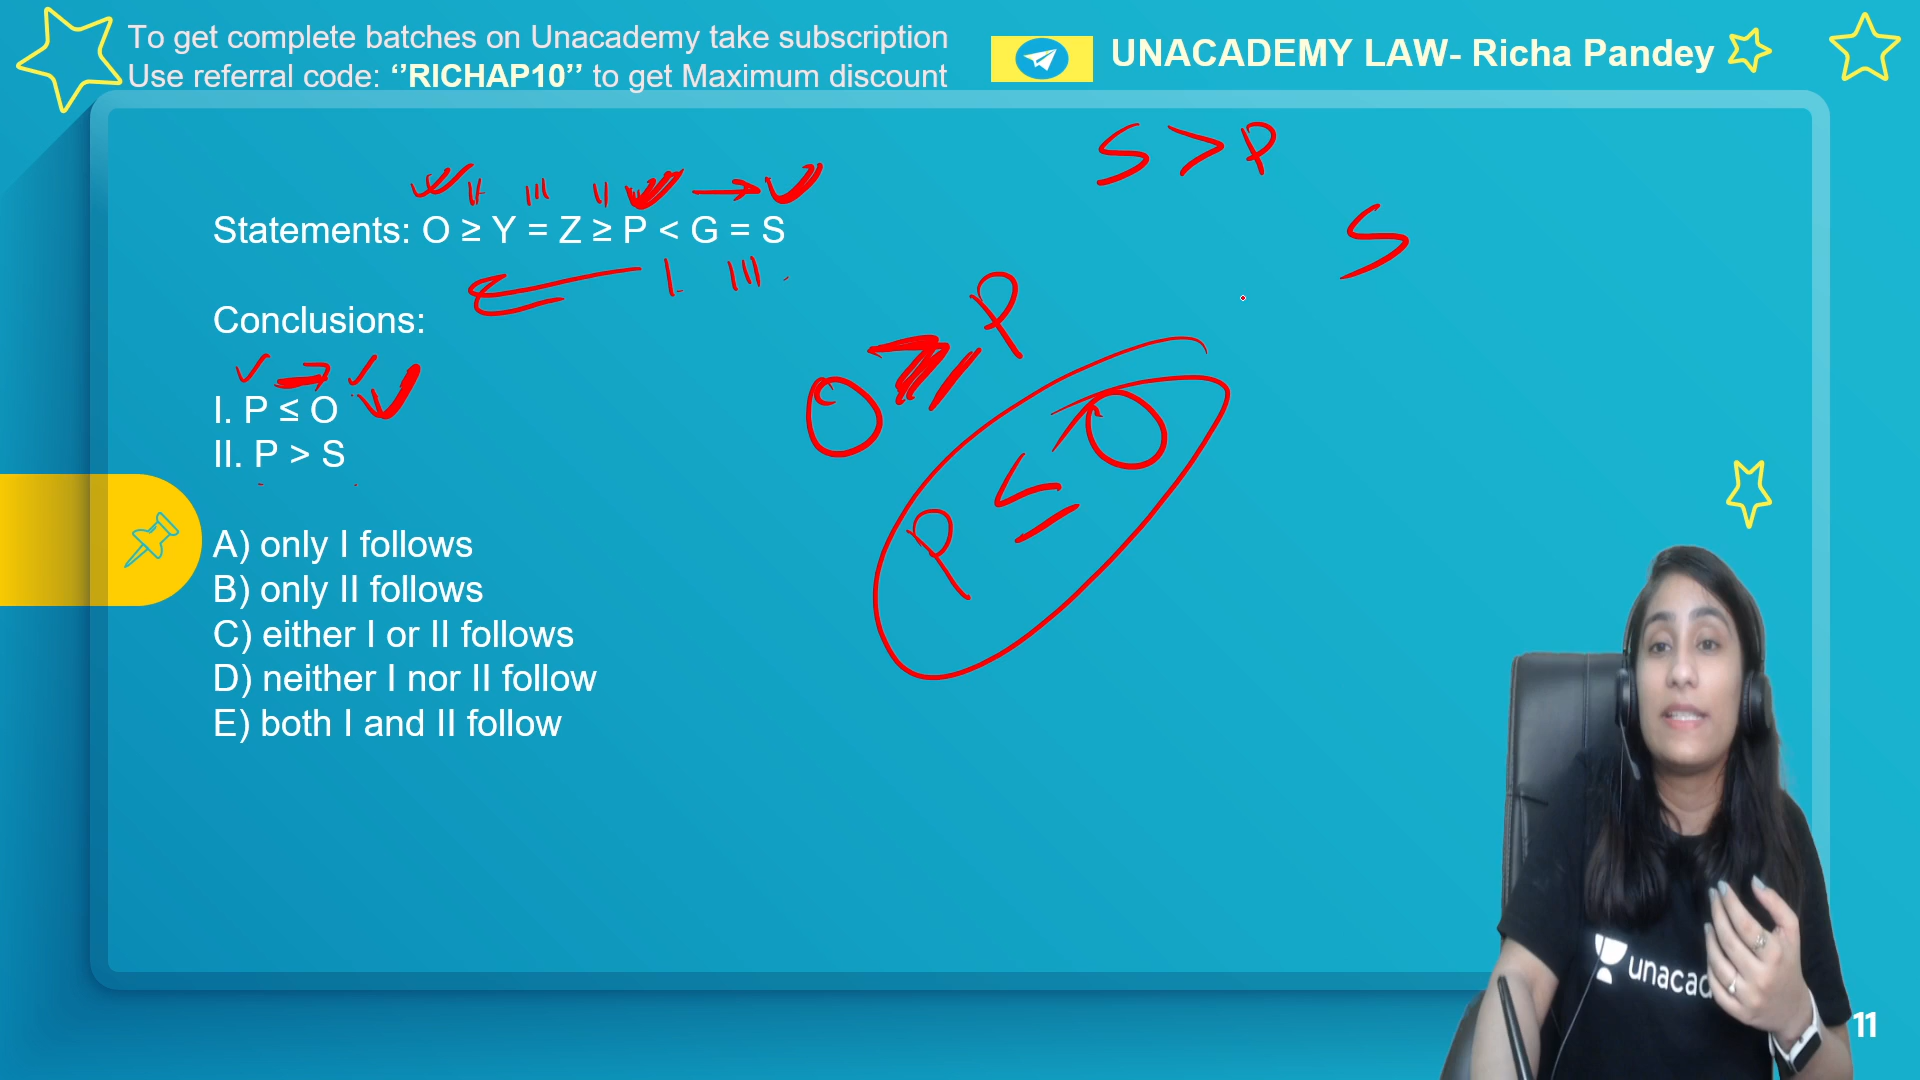 To get complete batches on Unacademy take subscription
Use referral code: ‘’RICHAP10’’ to get Maximum discount
UNACADEMY LAW- Richa Pandey
S > P
S
Statements: O ≥ Y = Z ≥ P < G = S
Conclusions:
I. P ≤ O
II. P > S
O ≥ P
P ≤ O
A) only I follows
B) only II follows
C) either I or II follows
D) neither I nor II follow
E) both I and II follow
11